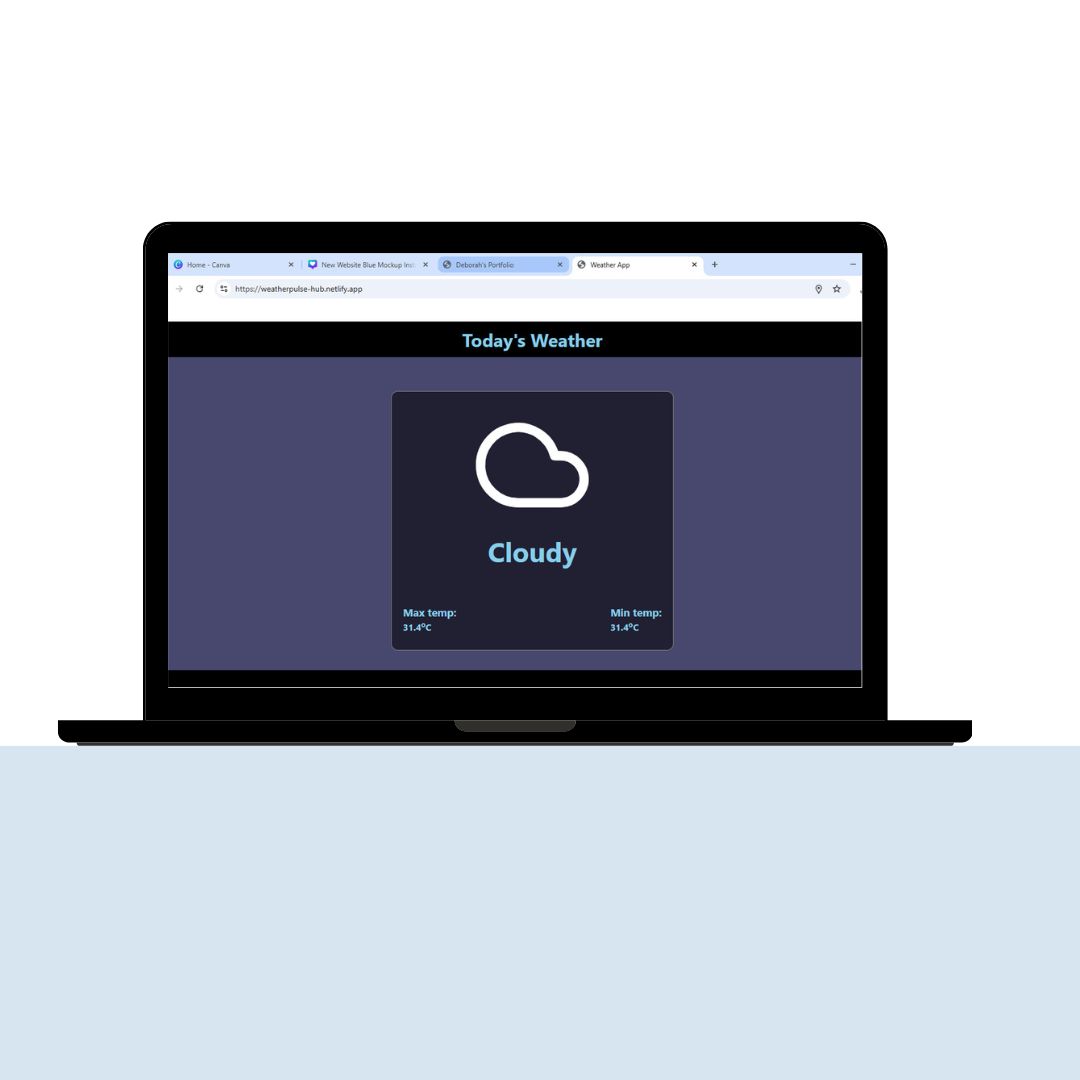 Home - Canva
New Website Blue Mockup Inst
Deborah's Portfolio
Weather App
https://weatherpulse-hub.netlify.app
Today's Weather
Cloudy
Max temp:
31.4°C
Min temp:
31.4°C